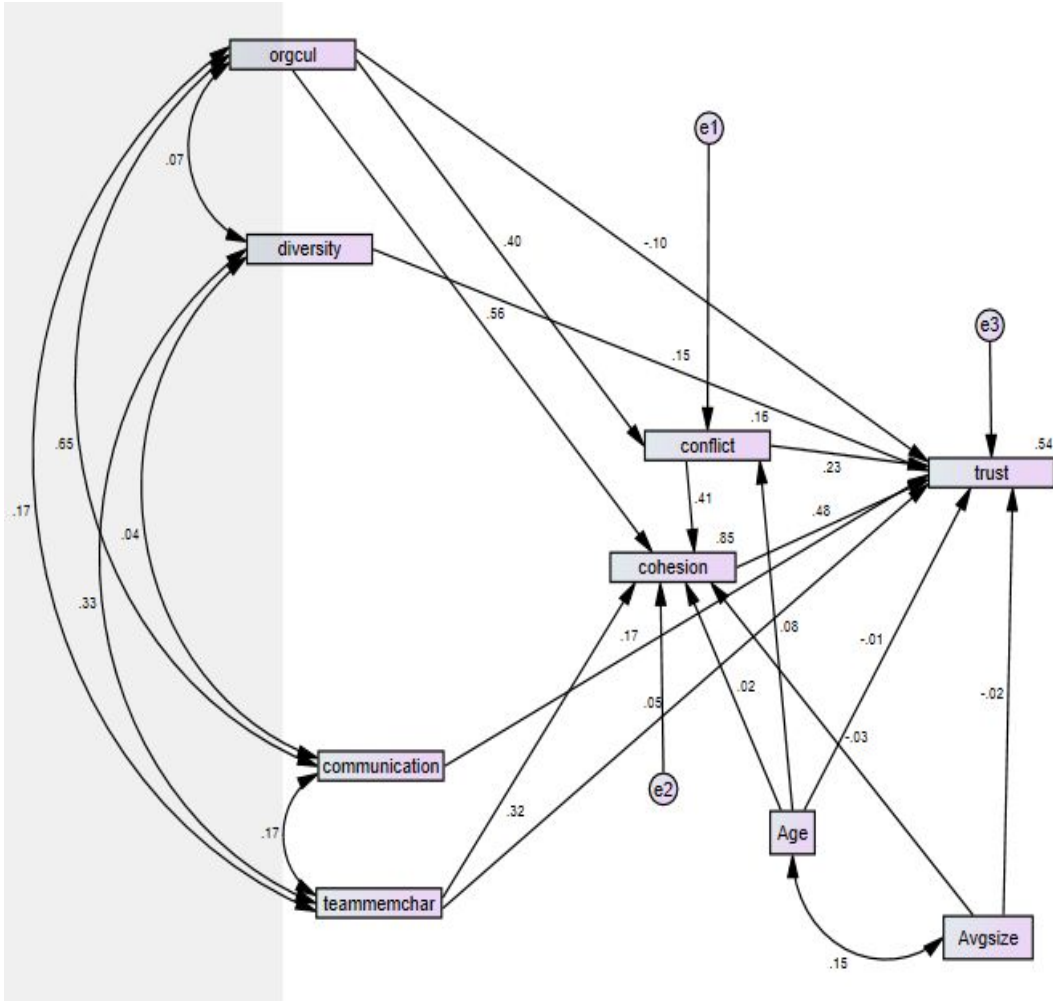 orgcul
e1
.07
.40
-.10
diversity
.56
e3
.15
.16
.54
conflict
trust
.65
.23
.41
.48
.17
.04
.85
cohesion
.33
.17
.08
-.01
.02
.05
-.02
-.03
communication
e2
.32
.17
Age
teammemchar
Avgsize
.15